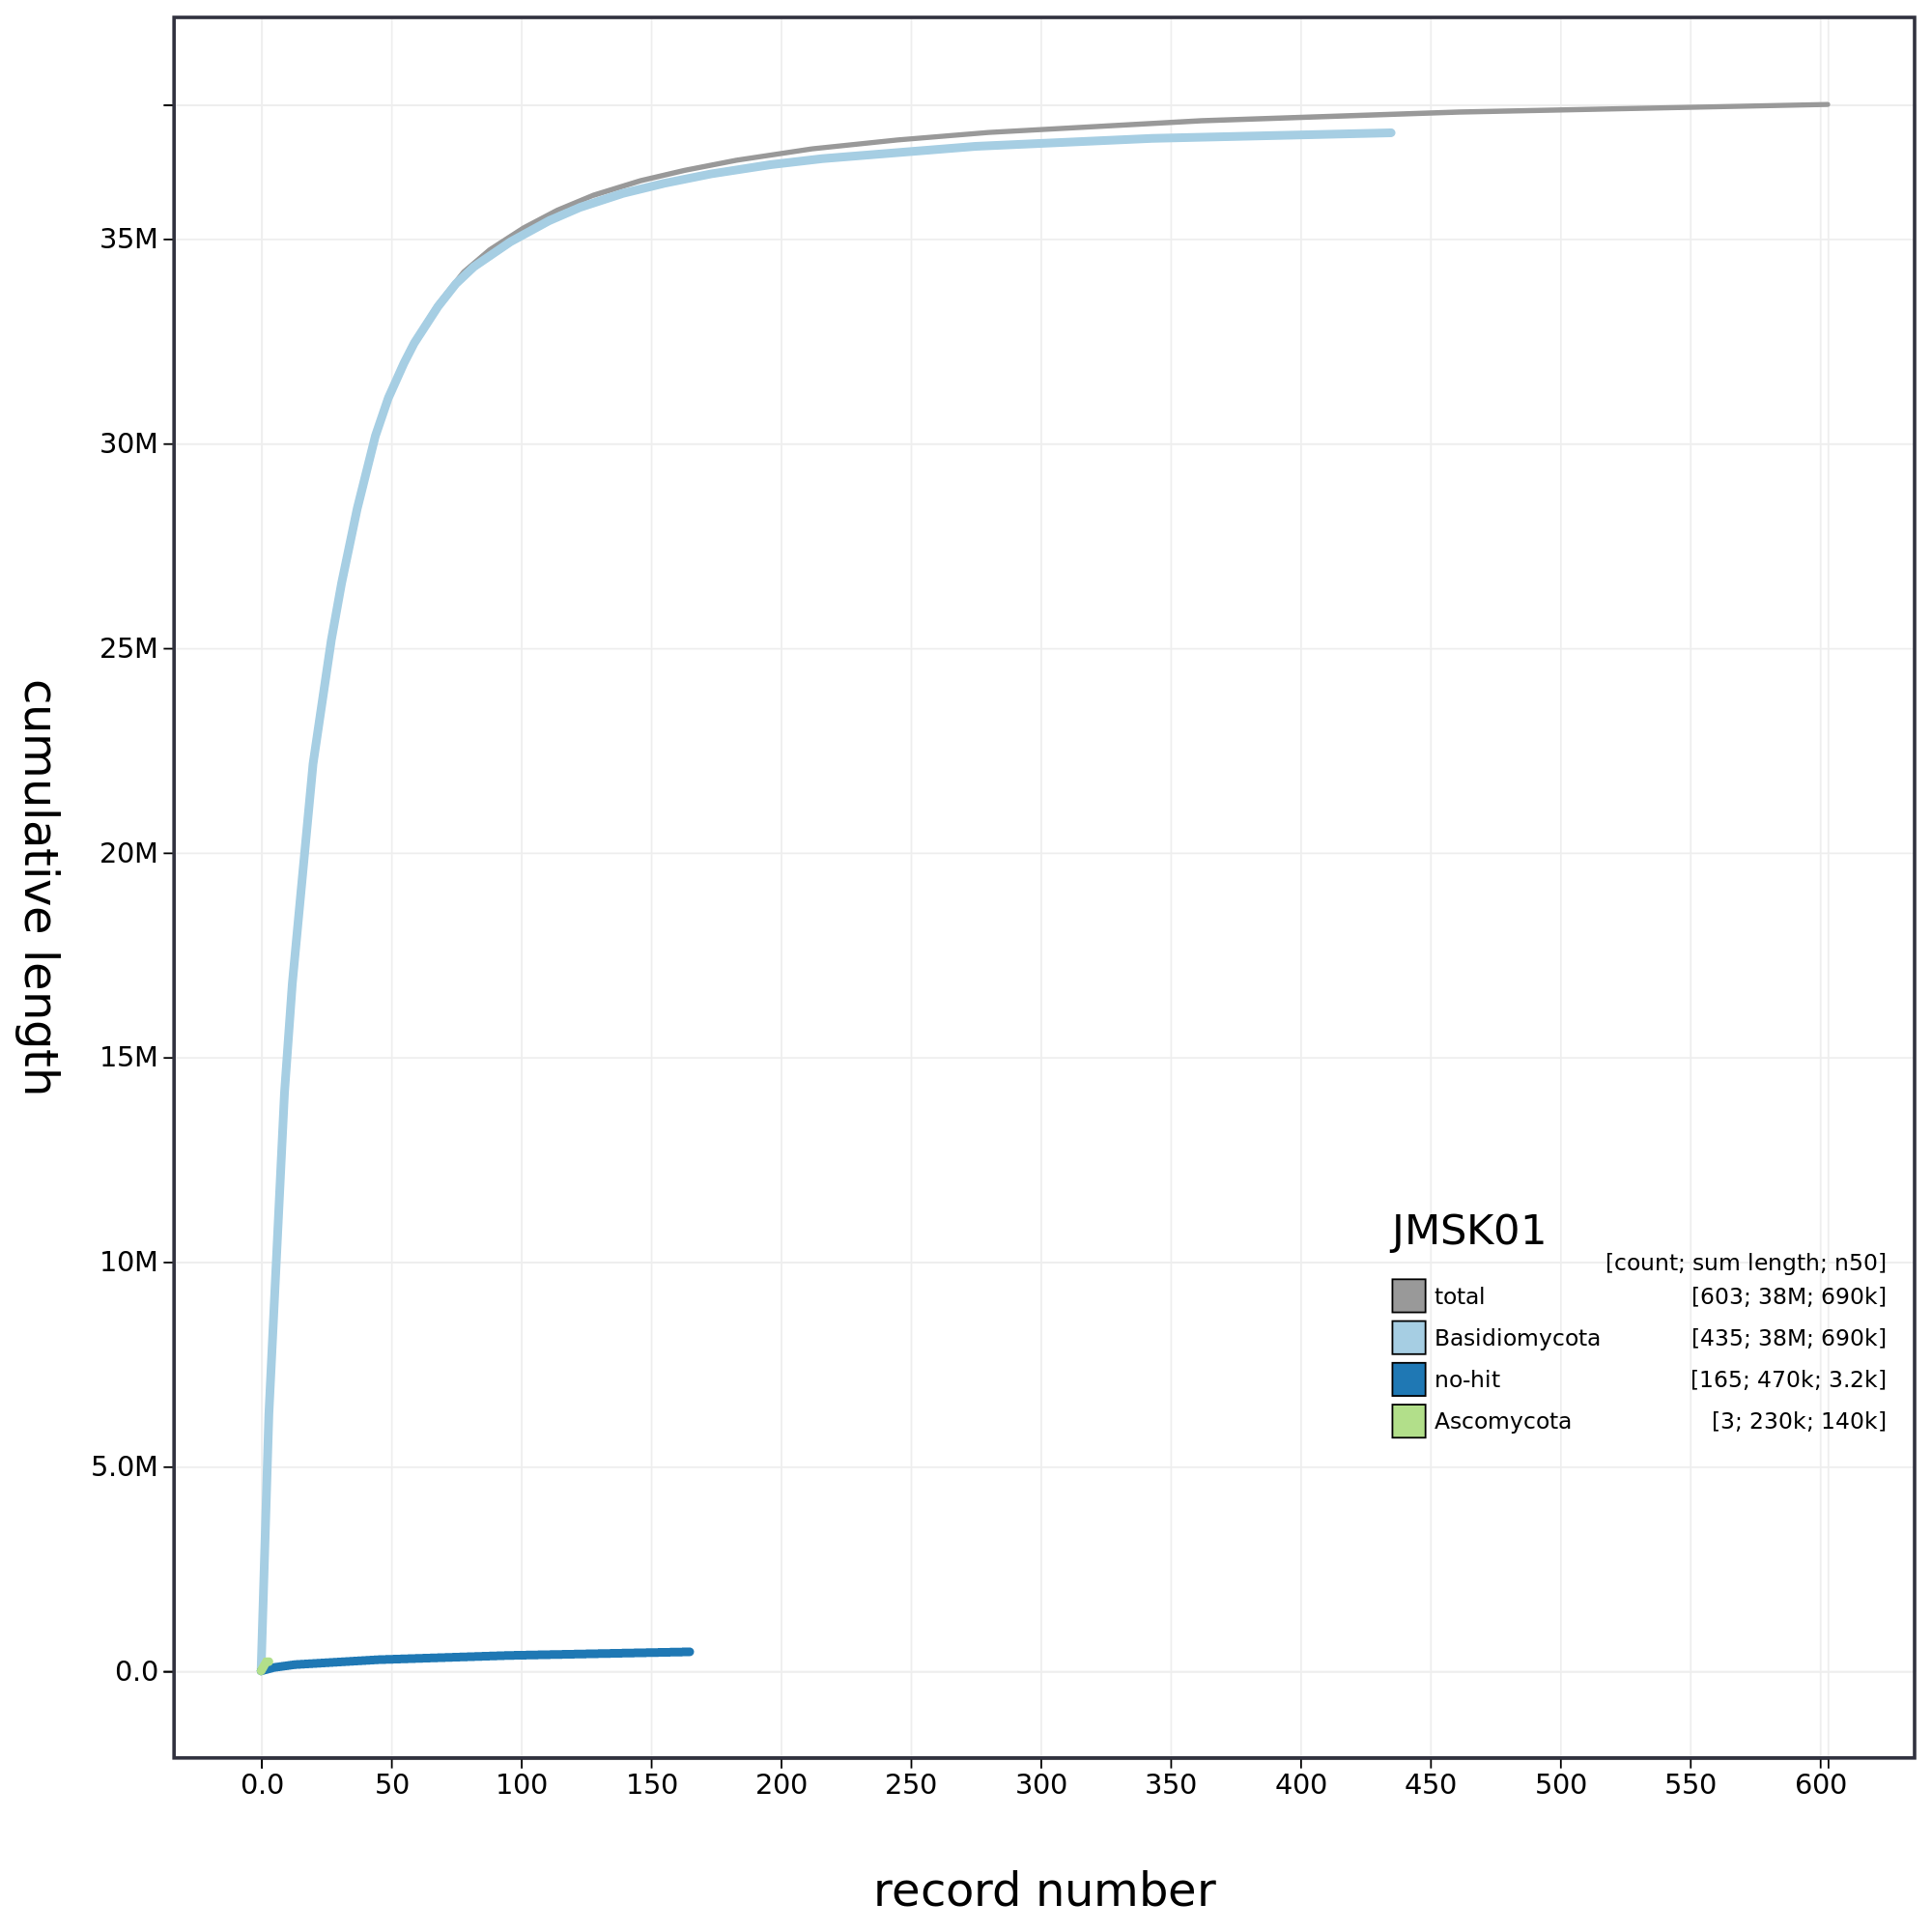 cumulative length
35M
30M
25M
20M
15M
10M
5.0M
0.0
JMSK01
[count; sum length; n50]
total [603; 38M; 690k]
Basidiomycota [435; 38M; 690k]
no-hit [165; 470k; 3.2k]
Ascomycota [3; 230k; 140k]
0.0 50 100 150 200 250 300 350 400 450 500 550 600
record number